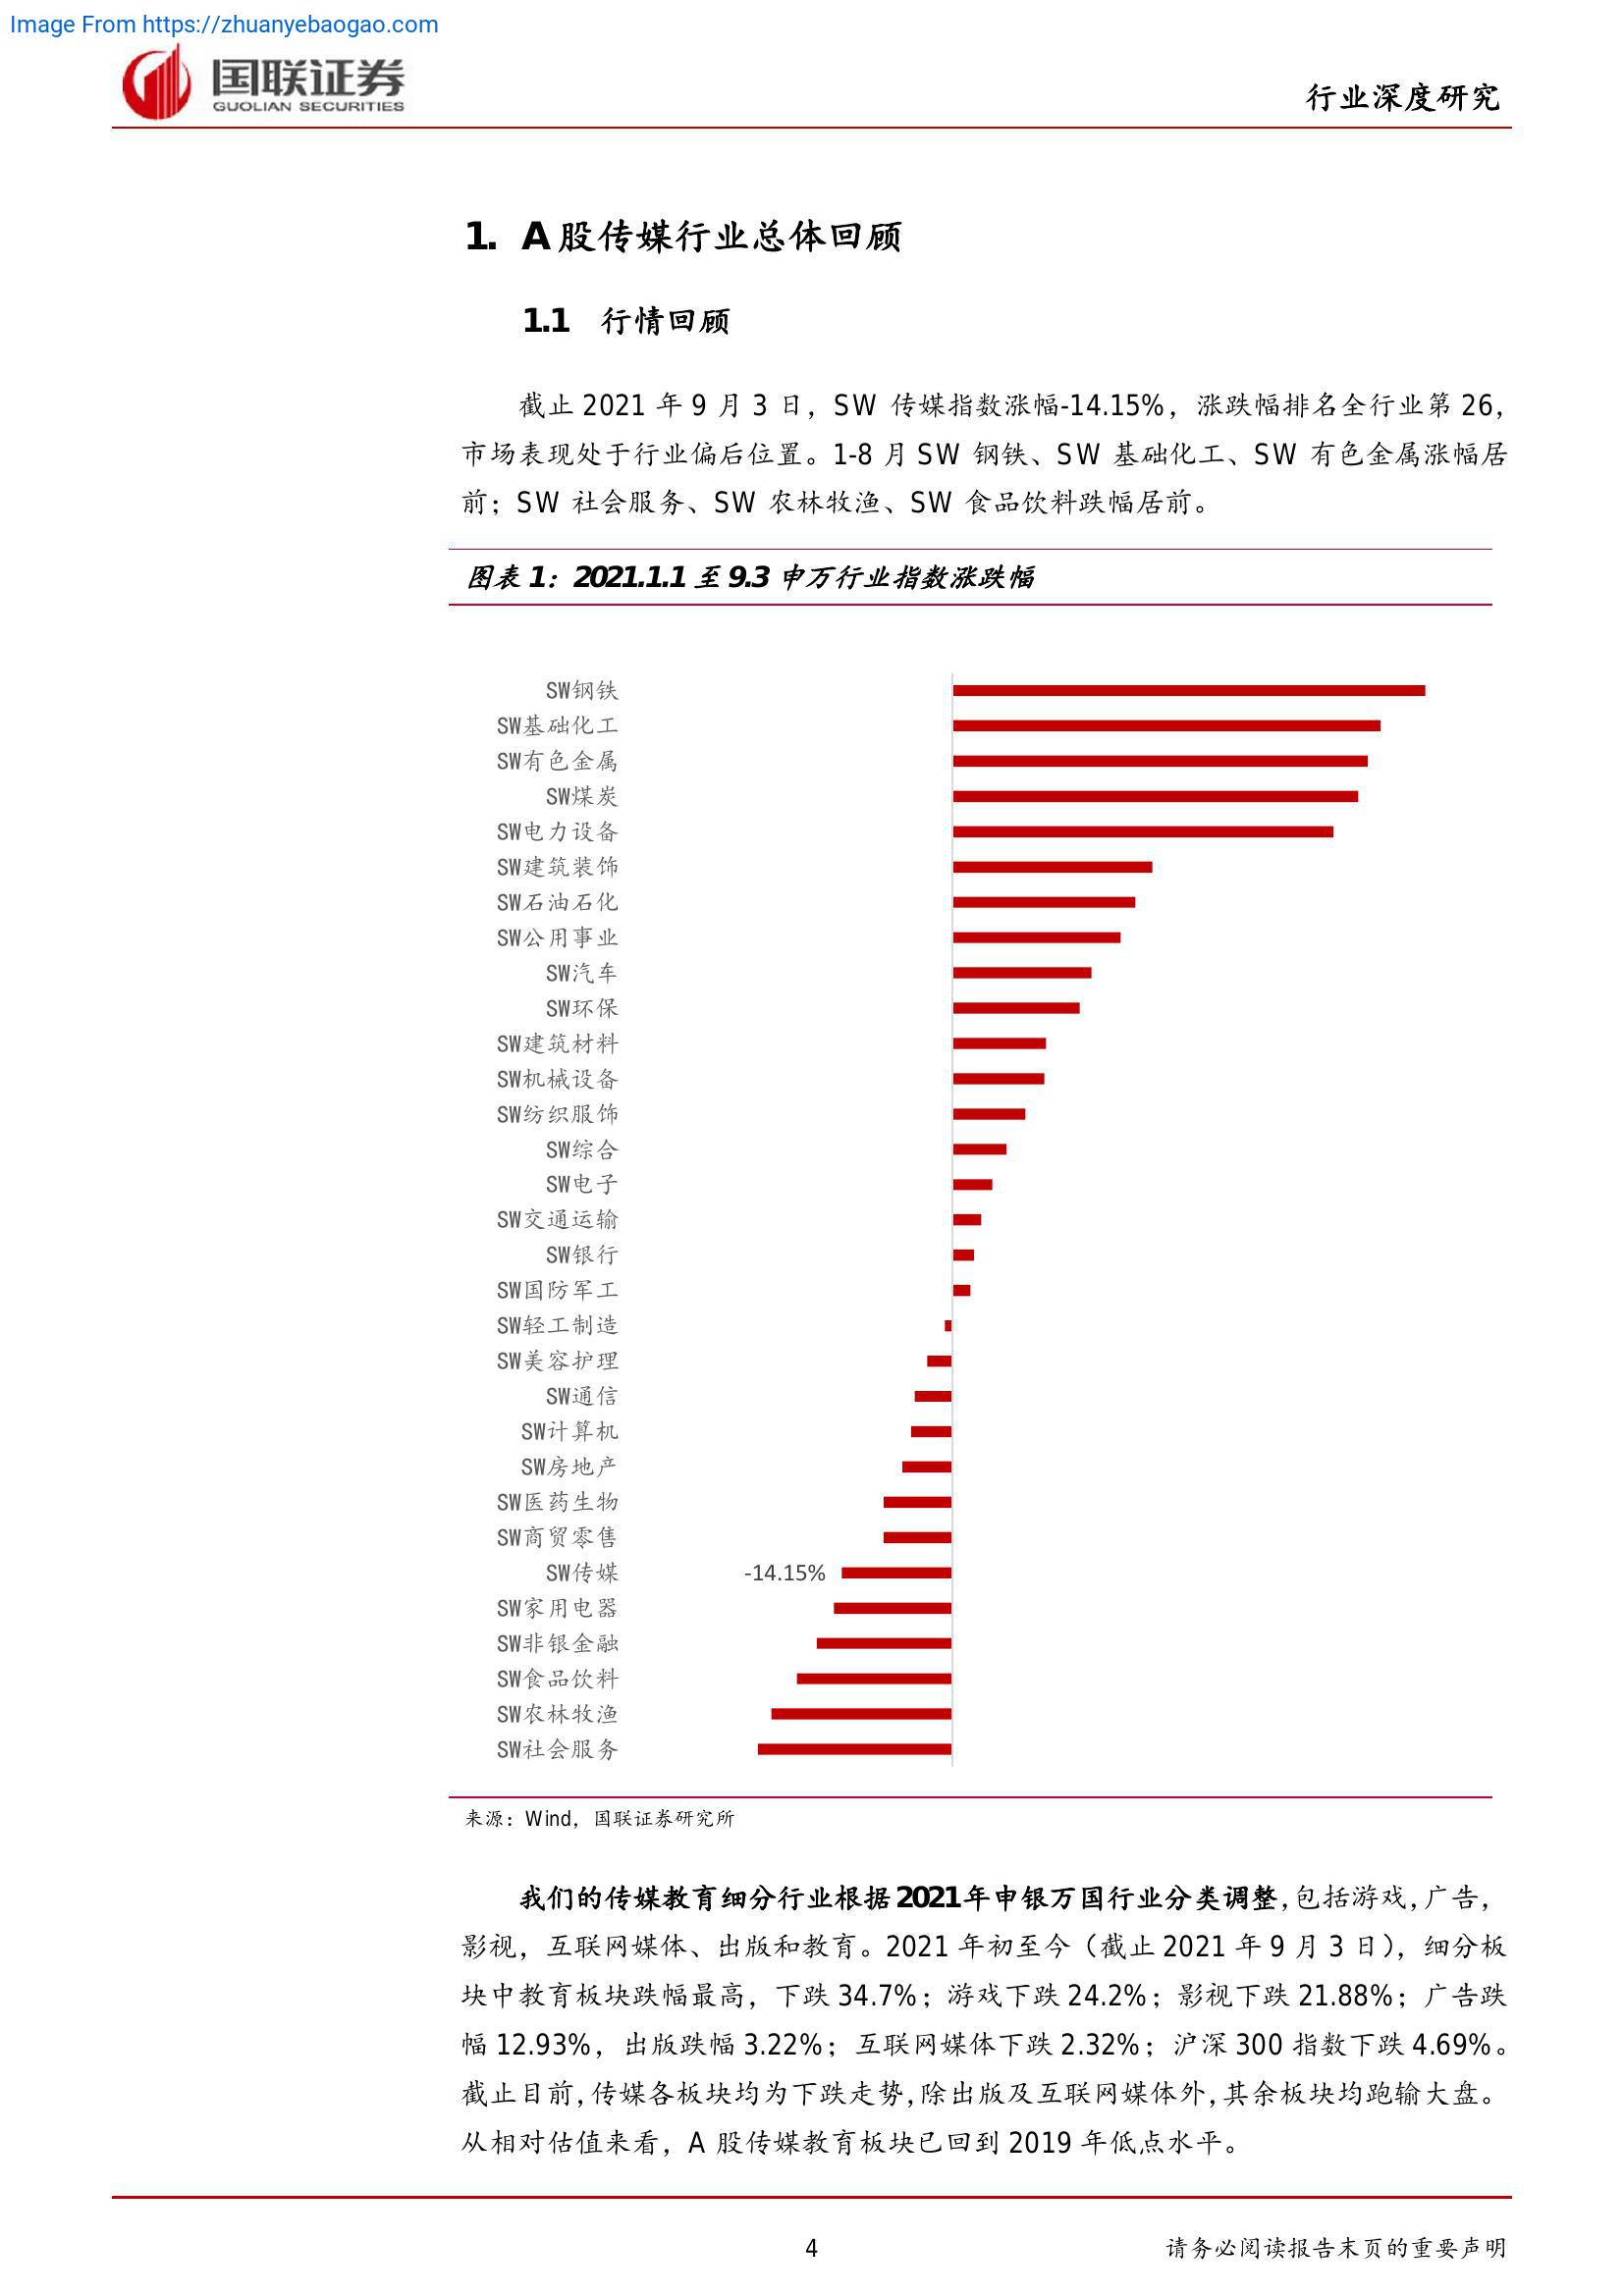 Image From https://zhuanyebaogao.com
国联证券
GUOLIAN SECURITIES
行业深度研究
1. A股传媒行业总体回顾
1.1 行情回顾
截止 2021 年 9 月 3 日，SW 传媒指数涨幅-14.15%，涨跌幅排名全行业第 26，
市场表现处于行业偏后位置。1-8 月 SW 钢铁、SW 基础化工、SW 有色金属涨幅居
前；SW 社会服务、SW 农林牧渔、SW 食品饮料跌幅居前。
图表 1：2021.1.1 至 9.3 申万行业指数涨跌幅
SW钢铁
SW基础化工
SW有色金属
SW煤炭
SW电力设备
SW建筑装饰
SW石油石化
SW公用事业
SW汽车
SW环保
SW建筑材料
SW机械设备
SW纺织服饰
SW综合
SW电子
SW交通运输
SW银行
SW国防军工
SW轻工制造
SW美容护理
SW通信
SW计算机
SW房地产
SW医药生物
SW商贸零售
SW传媒 -14.15%
SW家用电器
SW非银金融
SW食品饮料
SW农林牧渔
SW社会服务
来源：Wind，国联证券研究所
我们的传媒教育细分行业根据2021年申银万国行业分类调整，包括游戏，广告，
影视，互联网媒体、出版和教育。2021 年初至今（截止 2021 年 9 月 3 日），细分板
块中教育板块跌幅最高，下跌 34.7%；游戏下跌 24.2%；影视下跌 21.88%；广告跌
幅 12.93%，出版跌幅 3.22%；互联网媒体下跌 2.32%；沪深 300 指数下跌 4.69%。
截止目前，传媒各板块均为下跌走势，除出版及互联网媒体外，其余板块均跑输大盘。
从相对估值来看，A 股传媒教育板块已回到 2019 年低点水平。
4
请务必阅读报告末页的重要声明